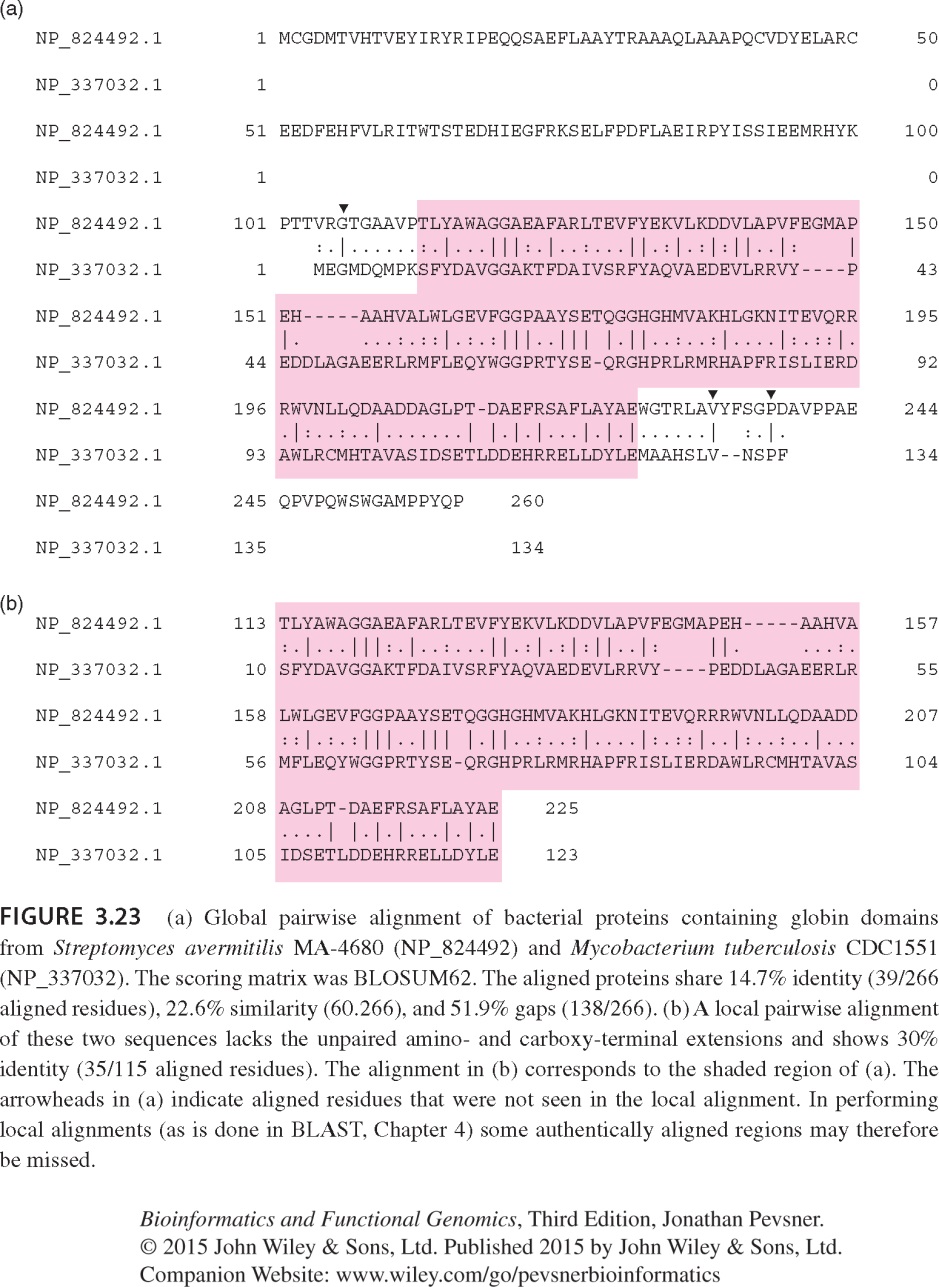 (a)
NP_824492.1 1 MCGDMTVHTVEYIRYRIPEQQSAEFLAAYTRAAAQLAAAPQCVDYELARC 50
NP_337032.1 1 0
NP_824492.1 51 EEDFEHFVLRITWTSTEDHIEGFRKSELFPDFLAEIRPYISSIEEMRHYK 100
NP_337032.1 1 0
NP_824492.1 101 PTTVRGTGAAVPTLYAWAGGAEAFARLTEVFYEKVLKDDVLAPVFEGMAP 150
:.|......:.|...|||..|.....||..|.|..|.||..|: |
NP_337032.1 1 MEGMDQMPKSFYDAVGGAKTFDAIVSRFYAQVAEDEVLRRVY----P 43
NP_824492.1 151 EH-----AAHVALWLGEVFGGPAAYSETQGGHGHMVAKHLGKNITEVQRR 195
|. ...:.::|.:.:.|||..||| |.||..:..:..|....|.::.|.
NP_337032.1 44 EDDLAGAEERLRMFLEQYWGGPRTYSE-QRGHPRLRMRHAPFRISLIERD 92
NP_824492.1 196 RWVNLLQDAADDAGLPT-DAEFRSAFLAYAEWGTRLAVYFSGPDAVPPAE 244
.|:..:..|.......| |.|.|...|.|.|......| :.|.
NP_337032.1 93 AWLRCMHTAVASIDSETLDDEHRRELLDYLEMAAHSLV--NSPF 134
NP_824492.1 245 QPVPQWSWGAMPPYQP 260
NP_337032.1 135 134
(b)
NP_824492.1 113 TLYAWAGGAEAFARLTEVFYEKVLKDDVLAPVFEGMAPEH-----AAHVA 157
:.|...|||..|.....||..|.|..|.||..|: ||. ...:.
NP_337032.1 10 SFYDAVGGAKTFDAIVSRFYAQVAEDEVLRRVY----PEDDLAGAEERLR 55
NP_824492.1 158 LWLGEVFGGPAAYSETQGGHGHMVAKHLGKNITEVQRRRWVNLLQDAADD 207
::|.:.:|||..||| |.||..:..:|....|:.::|..|:..:..|...
NP_337032.1 56 MFLEQYWGGPRTYSE-QRGHPRLRMRHAPFRISLIERDAWLRCMHTAVAS 104
NP_824492.1 208 AGLPT-DAEFRSAFLAYAE 225
....| |.|.|...|.|.|
NP_337032.1 105 IDSETLDDEHRRELLDYLE 123
FIGURE 3.23 (a) Global pairwise alignment of bacterial proteins containing globin domains
from Streptomyces avermitilis MA-4680 (NP_824492) and Mycobacterium tuberculosis CDC1551
(NP_337032). The scoring matrix was BLOSUM62. The aligned proteins share 14.7% identity (39/266
aligned residues), 22.6% similarity (60.266), and 51.9% gaps (138/266). (b) A local pairwise alignment
of these two sequences lacks the unpaired amino- and carboxy-terminal extensions and shows 30%
identity (35/115 aligned residues). The alignment in (b) corresponds to the shaded region of (a). The
arrowheads in (a) indicate aligned residues that were not seen in the local alignment. In performing
local alignments (as is done in BLAST, Chapter 4) some authentically aligned regions may therefore
be missed.
Bioinformatics and Functional Genomics, Third Edition, Jonathan Pevsner.
© 2015 John Wiley & Sons, Ltd. Published 2015 by John Wiley & Sons, Ltd.
Companion Website: www.wiley.com/go/pevsnerbioinformatics